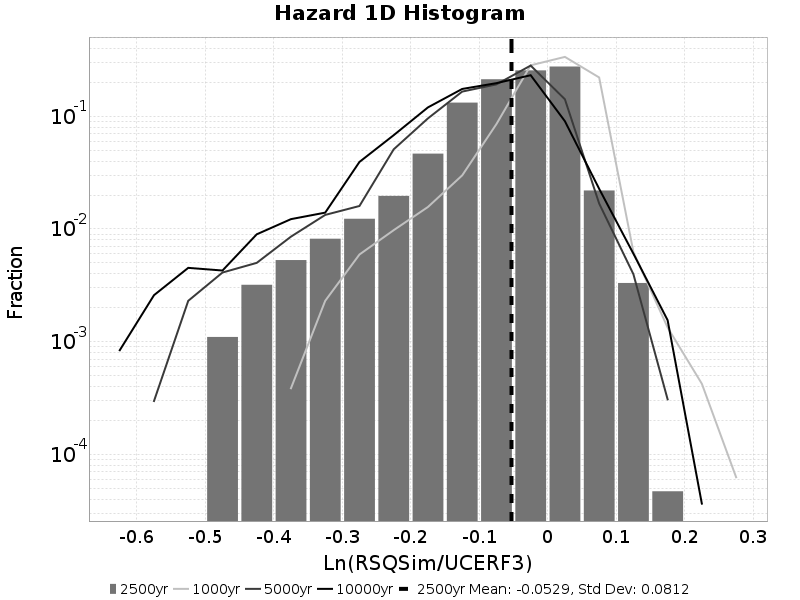 Hazard 1D Histogram
Fraction
10-1
10-2
10-3
10-4
-0.6 -0.5 -0.4 -0.3 -0.2 -0.1 0 0.1 0.2 0.3
Ln(RSQSim/UCERF3)
2500yr 1000yr 5000yr 10000yr 2500yr Mean: -0.0529, Std Dev: 0.0812